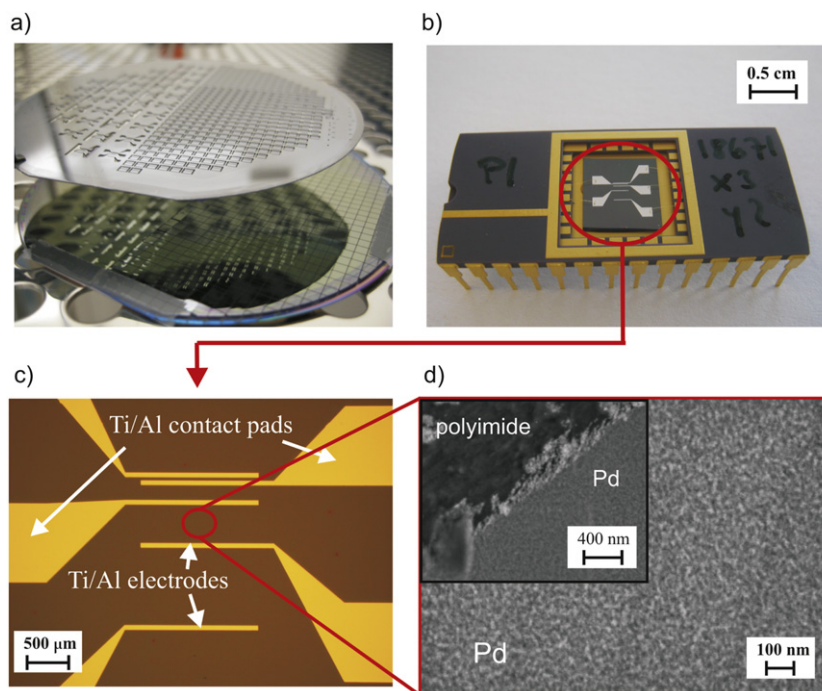 a)
b)
0.5 cm
P1
18671
X3
Y2
c)
Ti/Al contact pads
Ti/Al electrodes
500 μm
d)
polyimide
Pd
400 nm
Pd
100 nm